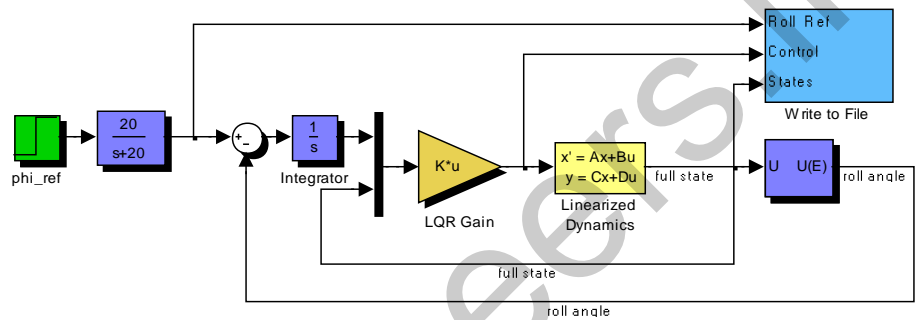 Roll Ref
Control
States
Write to File
phi_ref
20
s+20
+
−
1
s
Integrator
K*u
LQR Gain
x' = Ax+Bu
y = Cx+Du
Linearized
Dynamics
full state
U U(E)
roll angle
full state
roll angle